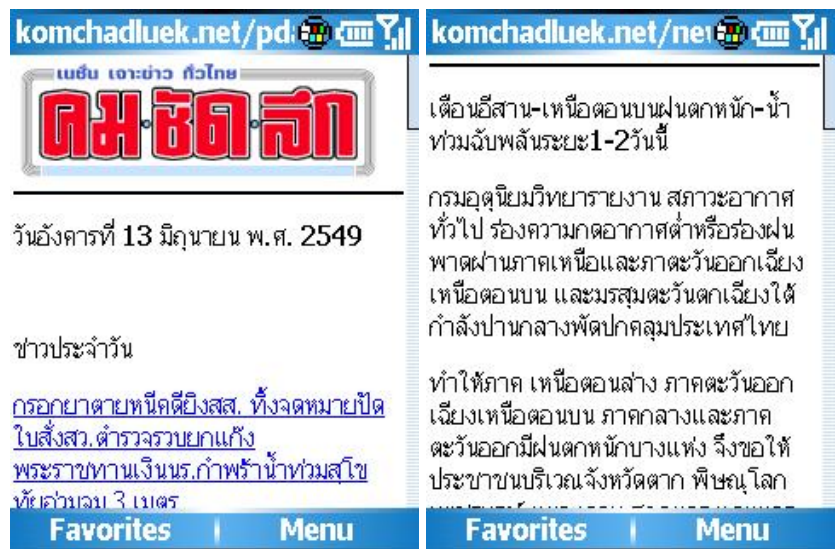 komchadluek.net/pd
เนชั่น เจาะข่าว ทั่วไทย
คม·ชัด·ลึก
วันอังคารที่ 13 มิถุนายน พ.ศ. 2549
ข่าวประจำวัน
กรอกยาตายหนีคดียิงสส. ทิ้งจดหมายปัด
ใบสั่งสว.ตำรวจรวบยกแก๊ง
พระราชทานเงินนร.กำพร้าน้ำท่วมสุโข
ทัยอ่วมจม 3 เมตร
Favorites
Menu
komchadluek.net/ne
เตือนอีสาน-เหนือตอนบนฝนตกหนัก-น้ำ
ท่วมฉับพลันระยะ1-2วันนี้
กรมอุตุนิยมวิทยารายงาน สภาวะอากาศ
ทั่วไป ร่องความกดอากาศต่ำหรือร่องฝน
พาดผ่านภาคเหนือและภาตะวันออกเฉียง
เหนือตอนบน และมรสุมตะวันตกเฉียงใต้
กำลังปานกลางพัดปกคลุมประเทศไทย
ทำให้ภาค เหนือตอนล่าง ภาคตะวันออก
เฉียงเหนือตอนบน ภาคกลางและภาค
ตะวันออกมีฝนตกหนักบางแห่ง จึงขอให้
ประชาชนบริเวณจังหวัดตาก พิษณุโลก
Favorites
Menu